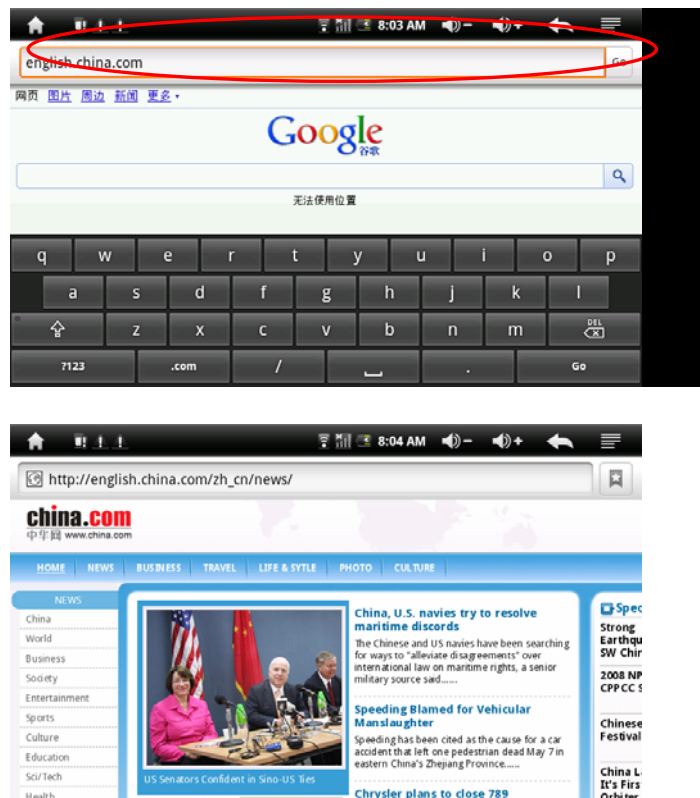 8:03 AM
english.china.com
Go
网页 图片 周边 新闻 更多
Google
谷歌
无法使用位置
q w e r t y u i o p
a s d f g h j k l
z x c v b n m DEL
?123 .com / . Go
8:04 AM
http://english.china.com/zh_cn/news/
china.com
中华网 www.china.com
HOME NEWS BUSINESS TRAVEL LIFE & SYTLE PHOTO CULTURE
NEWS
China
World
Business
Society
Entertainment
Sports
Culture
Education
Sci/Tech
Health
US Senators Confident in Sino-US Ties
China, U.S. navies try to resolve
maritime discords
The Chinese and US navies have been searching
for ways to "alleviate disagreements" over
international law on maritime rights, a senior
military source said......
Speeding Blamed for Vehicular
Manslaughter
Speeding has been cited as the cause for a car
accident that left one pedestrian dead May 7 in
eastern China's Zhejiang Province......
Chrysler plans to close 789
Spec
Strong
Earthqu
SW Chin
2008 NP
CPPCC S
Chinese
Festival
China La
It's Firs
Orbiter